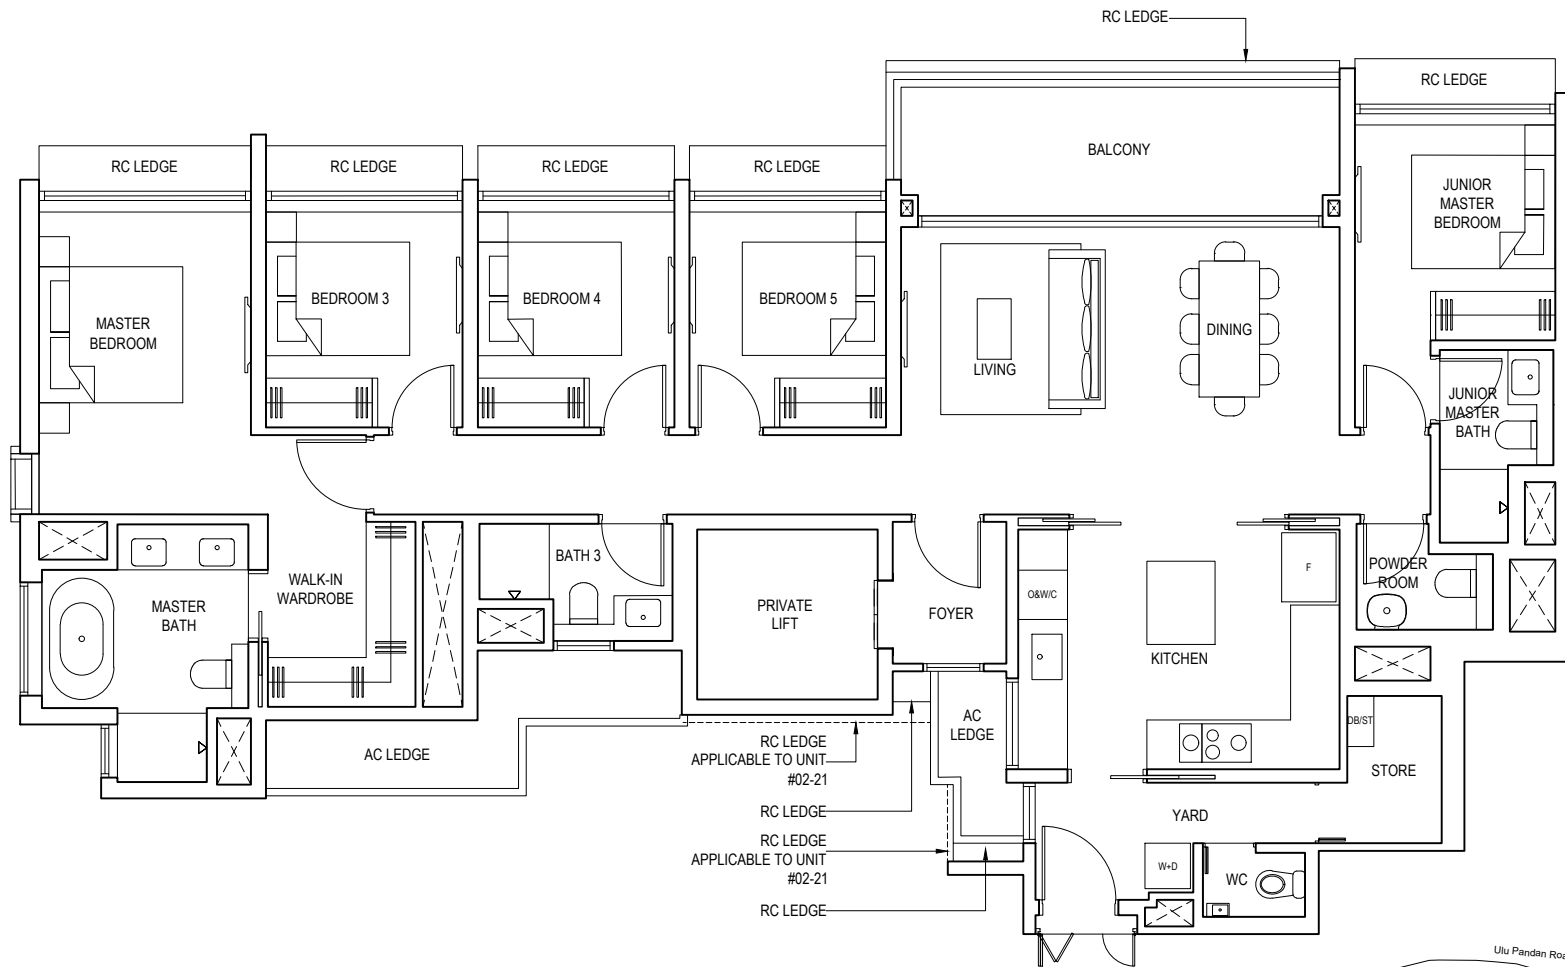 RC LEDGE
RC LEDGE
BALCONY
RC LEDGE
RC LEDGE
RC LEDGE
RC LEDGE
JUNIOR
MASTER
BEDROOM
BEDROOM 3
BEDROOM 4
BEDROOM 5
MASTER
BEDROOM
DINING
LIVING
JUNIOR
MASTER
BATH
BATH 3
POWDER
ROOM
F
WALK-IN
WARDROBE
O&W/C
MASTER
BATH
PRIVATE
LIFT
FOYER
KITCHEN
AC
LEDGE
DB/ST
AC LEDGE
RC LEDGE
APPLICABLE TO UNIT
#02-21
STORE
RC LEDGE
YARD
RC LEDGE
APPLICABLE TO UNIT
#02-21
W+D
WC
RC LEDGE
Ulu Pandan